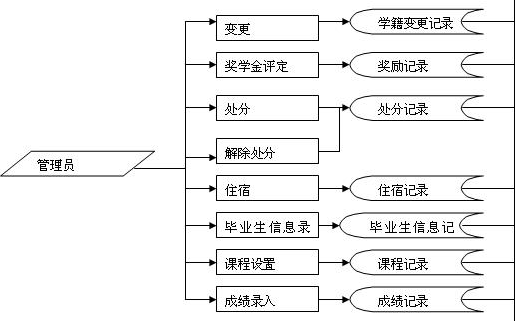 变更
学籍变更记录
奖学金评定
奖励记录
处分
处分记录
解除处分
管理员
住宿
住宿记录
毕业生信息录
毕业生信息记
课程设置
课程记录
成绩录入
成绩记录